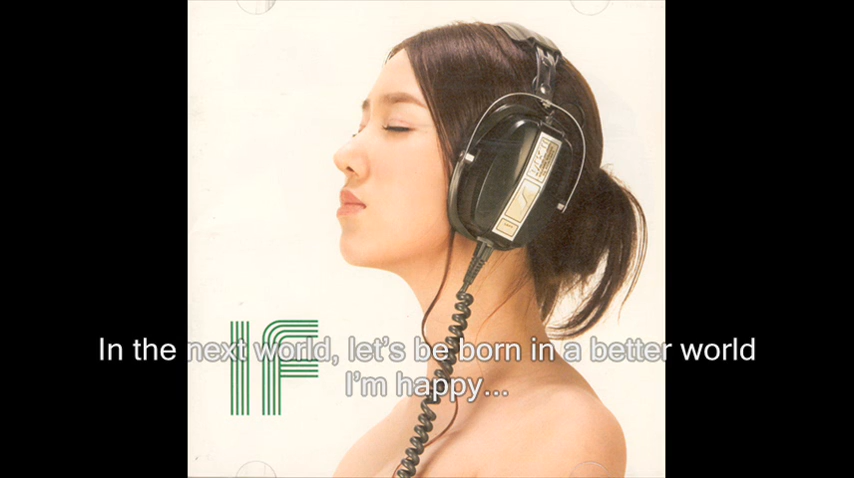 IF
In the next world, let's be born in a better world
I'm happy...